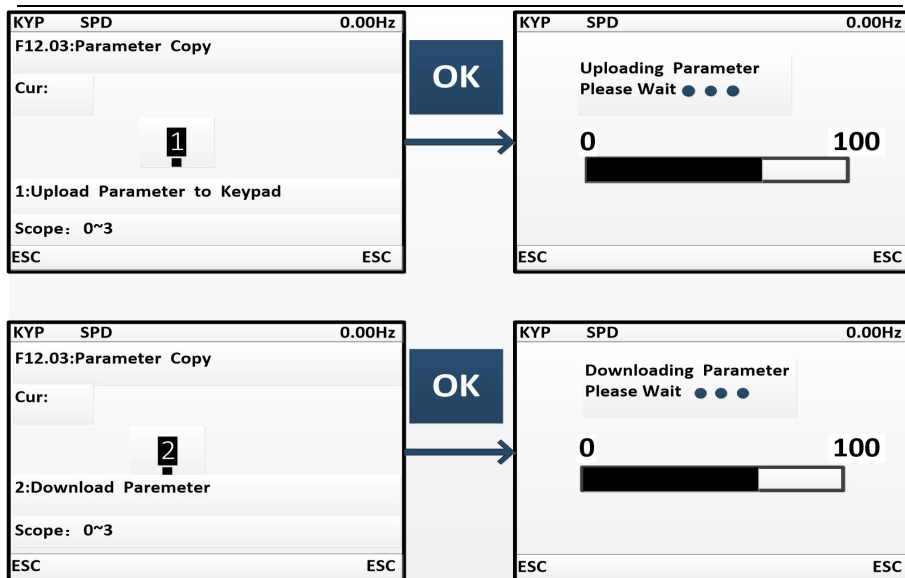 KYP SPD 0.00Hz
F12.03:Parameter Copy
Cur:
1
1:Upload Parameter to Keypad
Scope: 0~3
ESC ESC
OK
KYP SPD 0.00Hz
Uploading Parameter
Please Wait ● ● ●
0 100
ESC ESC
KYP SPD 0.00Hz
F12.03:Parameter Copy
Cur:
2
2:Download Paremeter
Scope: 0~3
ESC ESC
OK
KYP SPD 0.00Hz
Downloading Parameter
Please Wait ● ● ●
0 100
ESC ESC